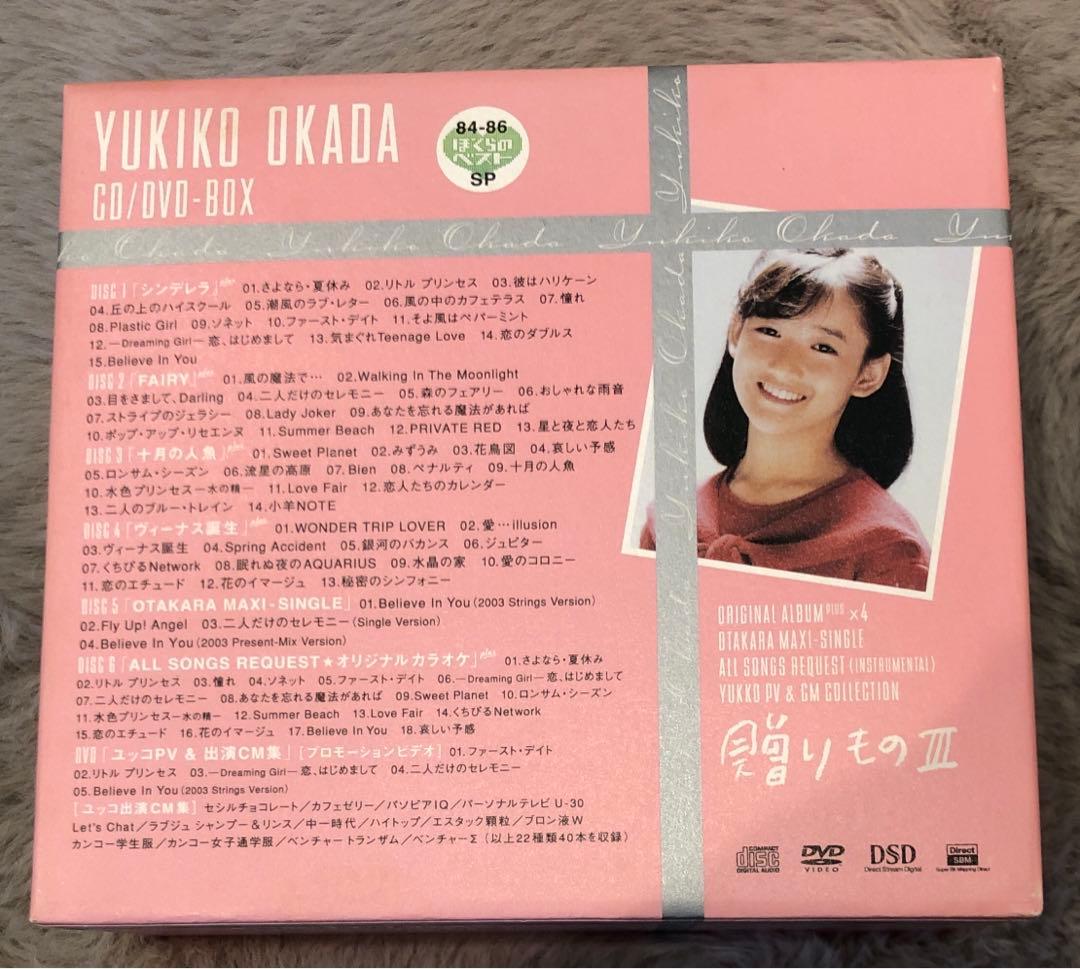 YUKIKO OKADA
CD/DVD-BOX
84-86
ぼくらの
ベスト
SP
Okada Yukiko Okada Yukiko Okada Yu
Yukiko Okada Yukiko
DISC 1「シンデレラ」plus 01.さよなら・夏休み 02.リトル プリンセス 03.彼はハリケーン
04.丘の上のハイスクール 05.潮風のラブ・レター 06.風の中のカフェテラス 07.憧れ
08.Plastic Girl 09.ソネット 10.ファースト・デイト 11.そよ風はペパーミント
12.―Dreaming Girl―恋、はじめまして 13.気まぐれTeenage Love 14.恋のダブルス
15.Believe In You
DISC 2「FAIRY」plus 01.風の魔法で… 02.Walking In The Moonlight
03.目をさまして、Darling 04.二人だけのセレモニー 05.森のフェアリー 06.おしゃれな雨音
07.ストライプのジェラシー 08.Lady Joker 09.あなたを忘れる魔法があれば
10.ポップ・アップ・リセエンヌ 11.Summer Beach 12.PRIVATE RED 13.星と夜と恋人たち
DISC 3「十月の人魚」plus 01.Sweet Planet 02.みずうみ 03.花鳥図 04.哀しい予感
05.ロンサム・シーズン 06.流星の高原 07.Bien 08.ペナルティ 09.十月の人魚
10.水色プリンセス―水の精― 11.Love Fair 12.恋人たちのカレンダー
13.二人のブルー・トレイン 14.小羊NOTE
DISC 4「ヴィーナス誕生」plus 01.WONDER TRIP LOVER 02.愛…illusion
03.ヴィーナス誕生 04.Spring Accident 05.銀河のバカンス 06.ジュピター
07.くちびるNetwork 08.眠れぬ夜のAQUARIUS 09.水晶の家 10.愛のコロニー
11.恋のエチュード 12.花のイマージュ 13.秘密のシンフォニー
DISC 5「OTAKARA MAXI-SINGLE」 01.Believe In You (2003 Strings Version)
02.Fly Up! Angel 03.二人だけのセレモニー (Single Version)
04.Believe In You (2003 Present-Mix Version)
DISC 6「ALL SONGS REQUEST★オリジナルカラオケ」plus 01.さよなら・夏休み
02.リトル プリンセス 03.憧れ 04.ソネット 05.ファースト・デイト 06.―Dreaming Girl―恋、はじめまして
07.二人だけのセレモニー 08.あなたを忘れる魔法があれば 09.Sweet Planet 10.ロンサム・シーズン
11.水色プリンセス―水の精― 12.Summer Beach 13.Love Fair 14.くちびるNetwork
15.恋のエチュード 16.花のイマージュ 17.Believe In You 18.哀しい予感
DVD「ユッコPV & 出演CM集」[プロモーションビデオ] 01.ファースト・デイト
02.リトル プリンセス 03.―Dreaming Girl―恋、はじめまして 04.二人だけのセレモニー
05.Believe In You (2003 Strings Version)
[ユッコ出演CM集] セシルチョコレート／カフェゼリー／パソピアIQ／パーソナルテレビ U-30
Let's Chat／ラブジュ シャンプー＆リンス／中一時代／ハイトップ／エスタック顆粒／ブロン液W
カンコー学生服／カンコー女子通学服／ベンチャー トランザム／ベンチャーΣ (以上22種類40本を収録)
ORIGINAL ALBUM PLUS ×4
OTAKARA MAXI-SINGLE
ALL SONGS REQUEST (INSTRUMENTAL)
YUKKO PV & CM COLLECTION
贈りもの III
COMPACT disc DIGITAL AUDIO
DVD VIDEO
DSD Direct Stream Digital
Direct SBM Super Bit Mapping Direct